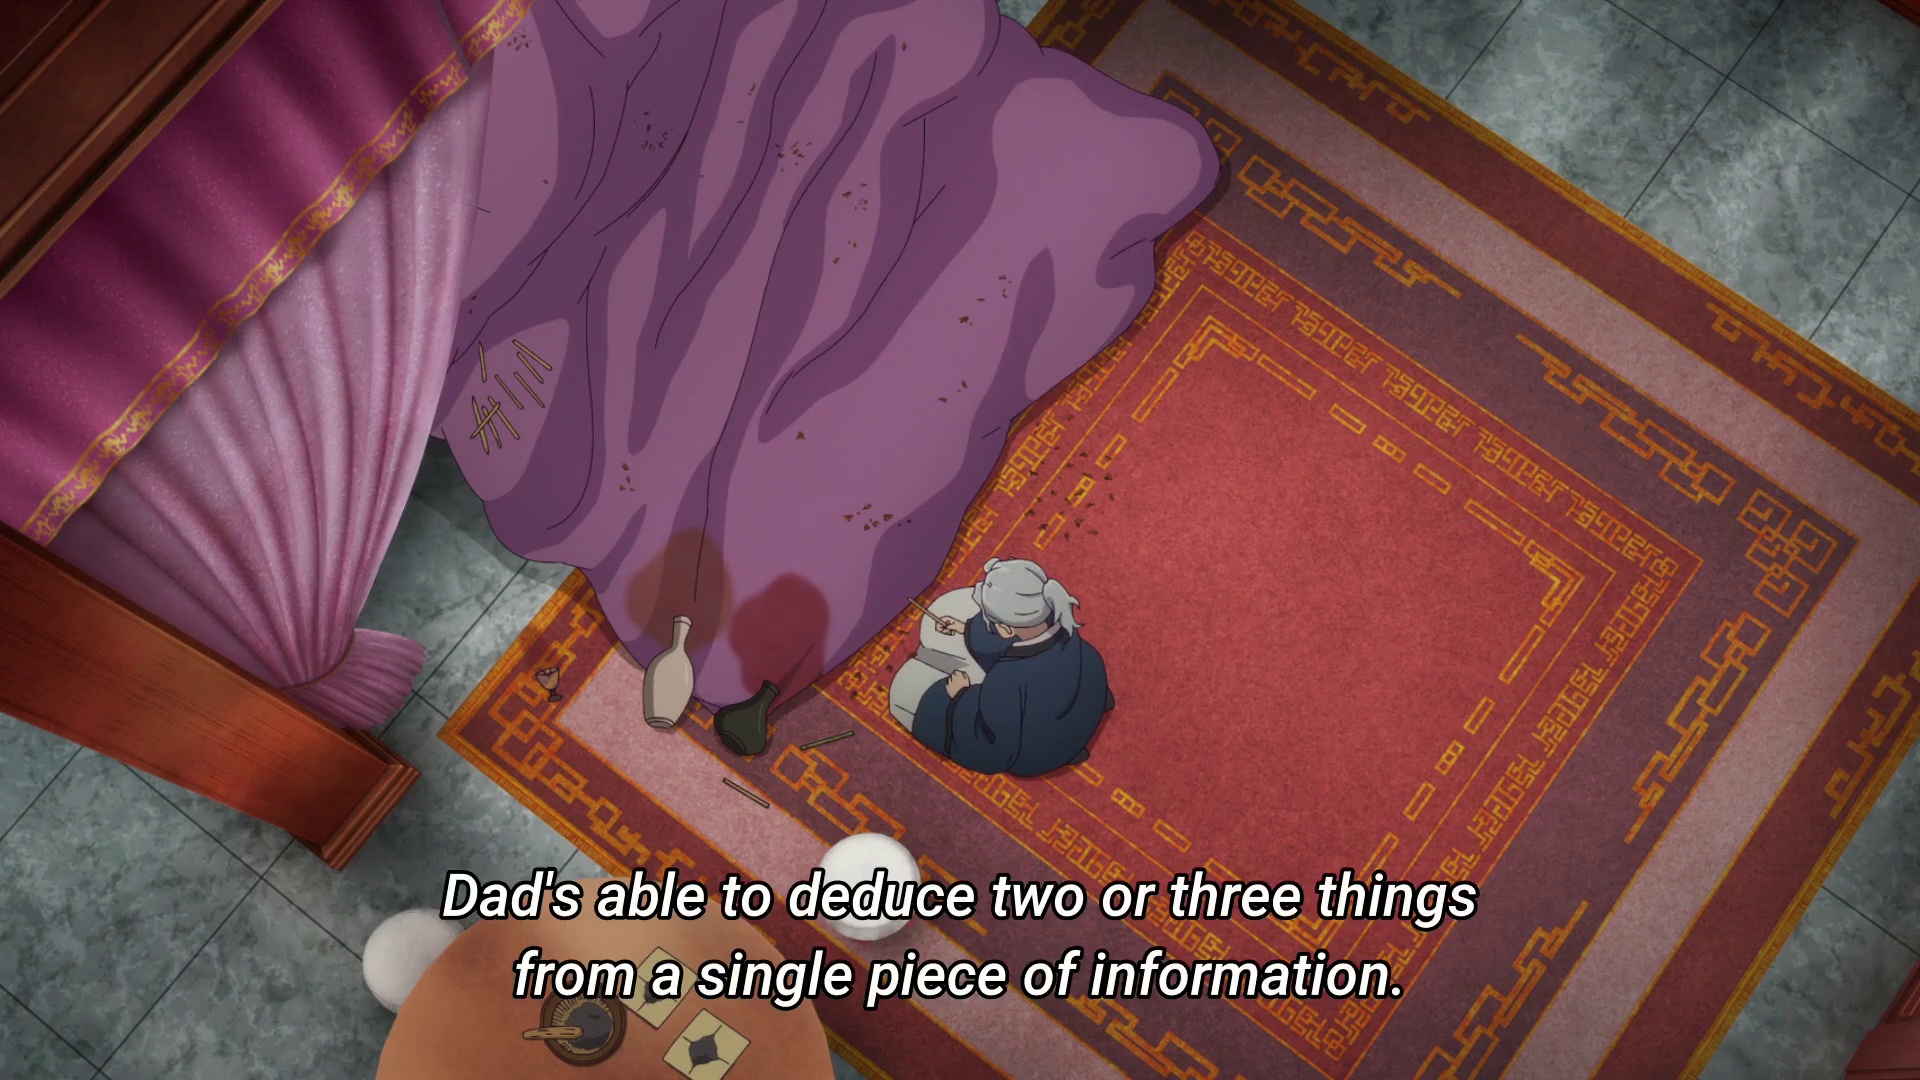 Dad's able to deduce two or three things
from a single piece of information.